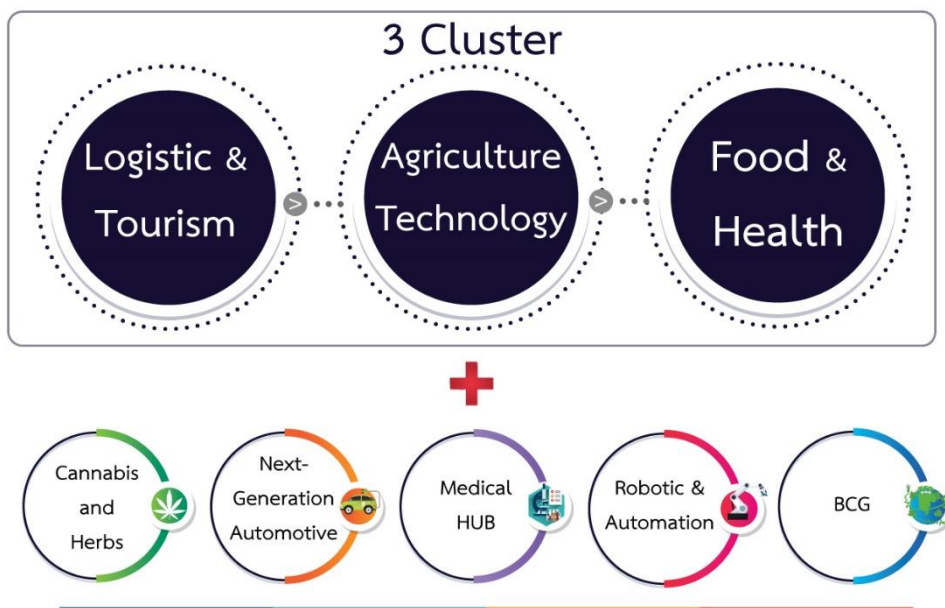 3 Cluster
Logistic &
Tourism
>
Agriculture
Technology
>
Food &
Health
Cannabis
and
Herbs
Next-
Generation
Automotive
Medical
HUB
Robotic &
Automation
BCG